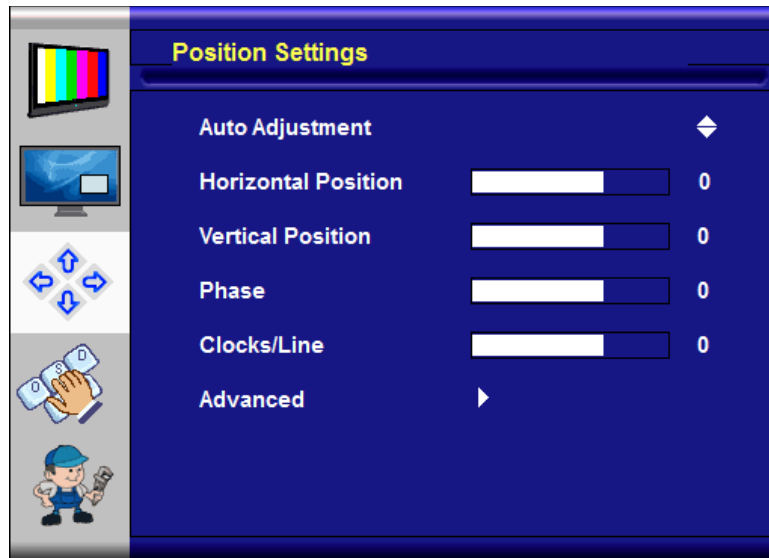 Position Settings
Auto Adjustment
Horizontal Position 0
Vertical Position 0
Phase 0
Clocks/Line 0
Advanced
O S D